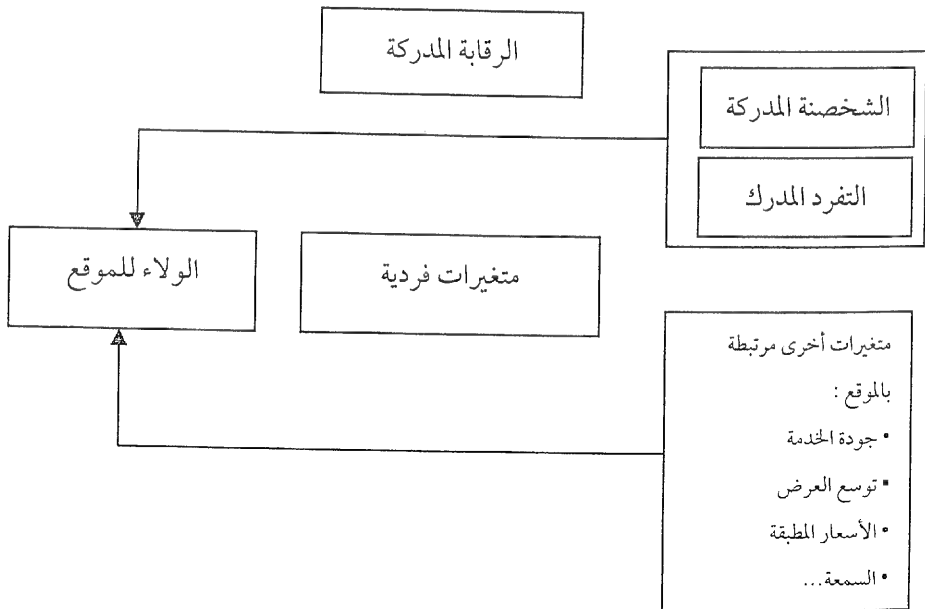 الرقابة المدركة
الشخصنة المدركة
التفرد المدرك
متغيرات فردية
الولاء للموقع
متغيرات أخرى مرتبطة
بالموقع :
▪ جودة الخدمة
▪ توسع العرض
▪ الأسعار المطبقة
▪ السمعة...